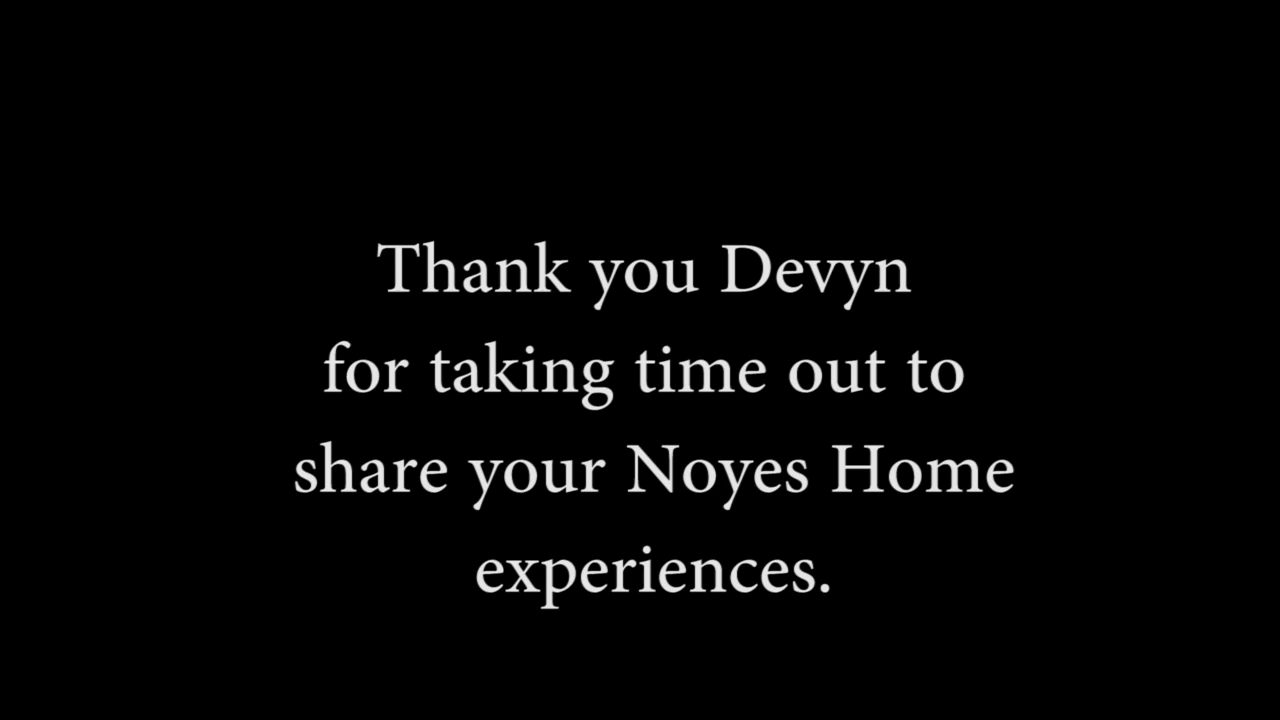 Thank you Devyn
for taking time out to
share your Noyes Home
experiences.